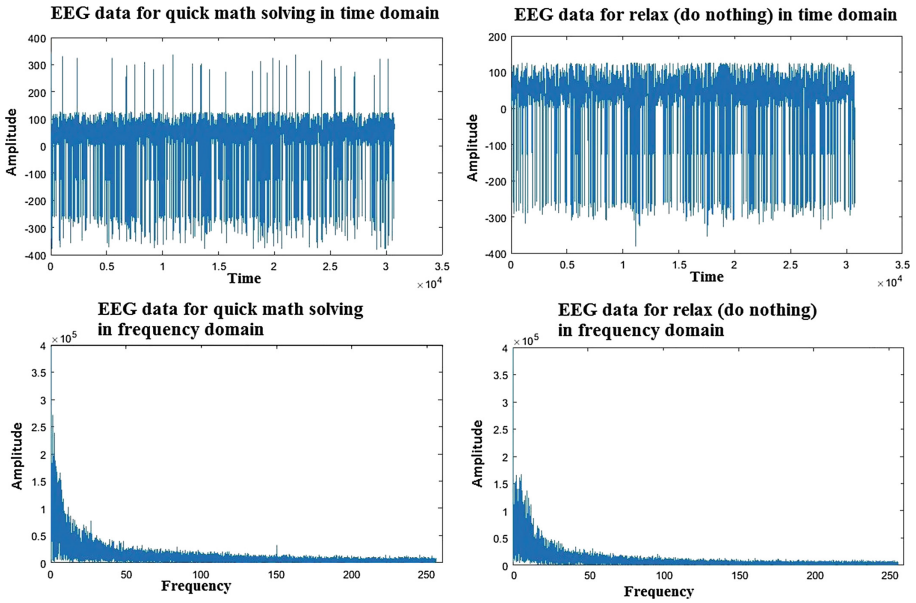 EEG data for quick math solving in time domain
400
300
200
100
0
-100
-200
-300
-400
Amplitude
0 0.5 1 1.5 2 2.5 3 3.5
Time
× 10⁴
EEG data for relax (do nothing) in time domain
200
100
0
-100
-200
-300
-400
Amplitude
0 0.5 1 1.5 2 2.5 3 3.5
Time
× 10⁴
EEG data for quick math solving
in frequency domain
× 10⁵
4
3.5
3
2.5
2
1.5
1
0.5
0
Amplitude
0 50 100 150 200 250
Frequency
EEG data for relax (do nothing)
in frequency domain
× 10⁵
4
3.5
3
2.5
2
1.5
1
0.5
0
Amplitude
0 50 100 150 200 250
Frequency